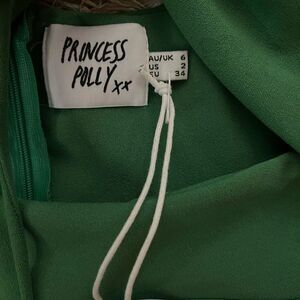 PRINCESS
POLLY xx
AU/UK 6
US 2
EU 34